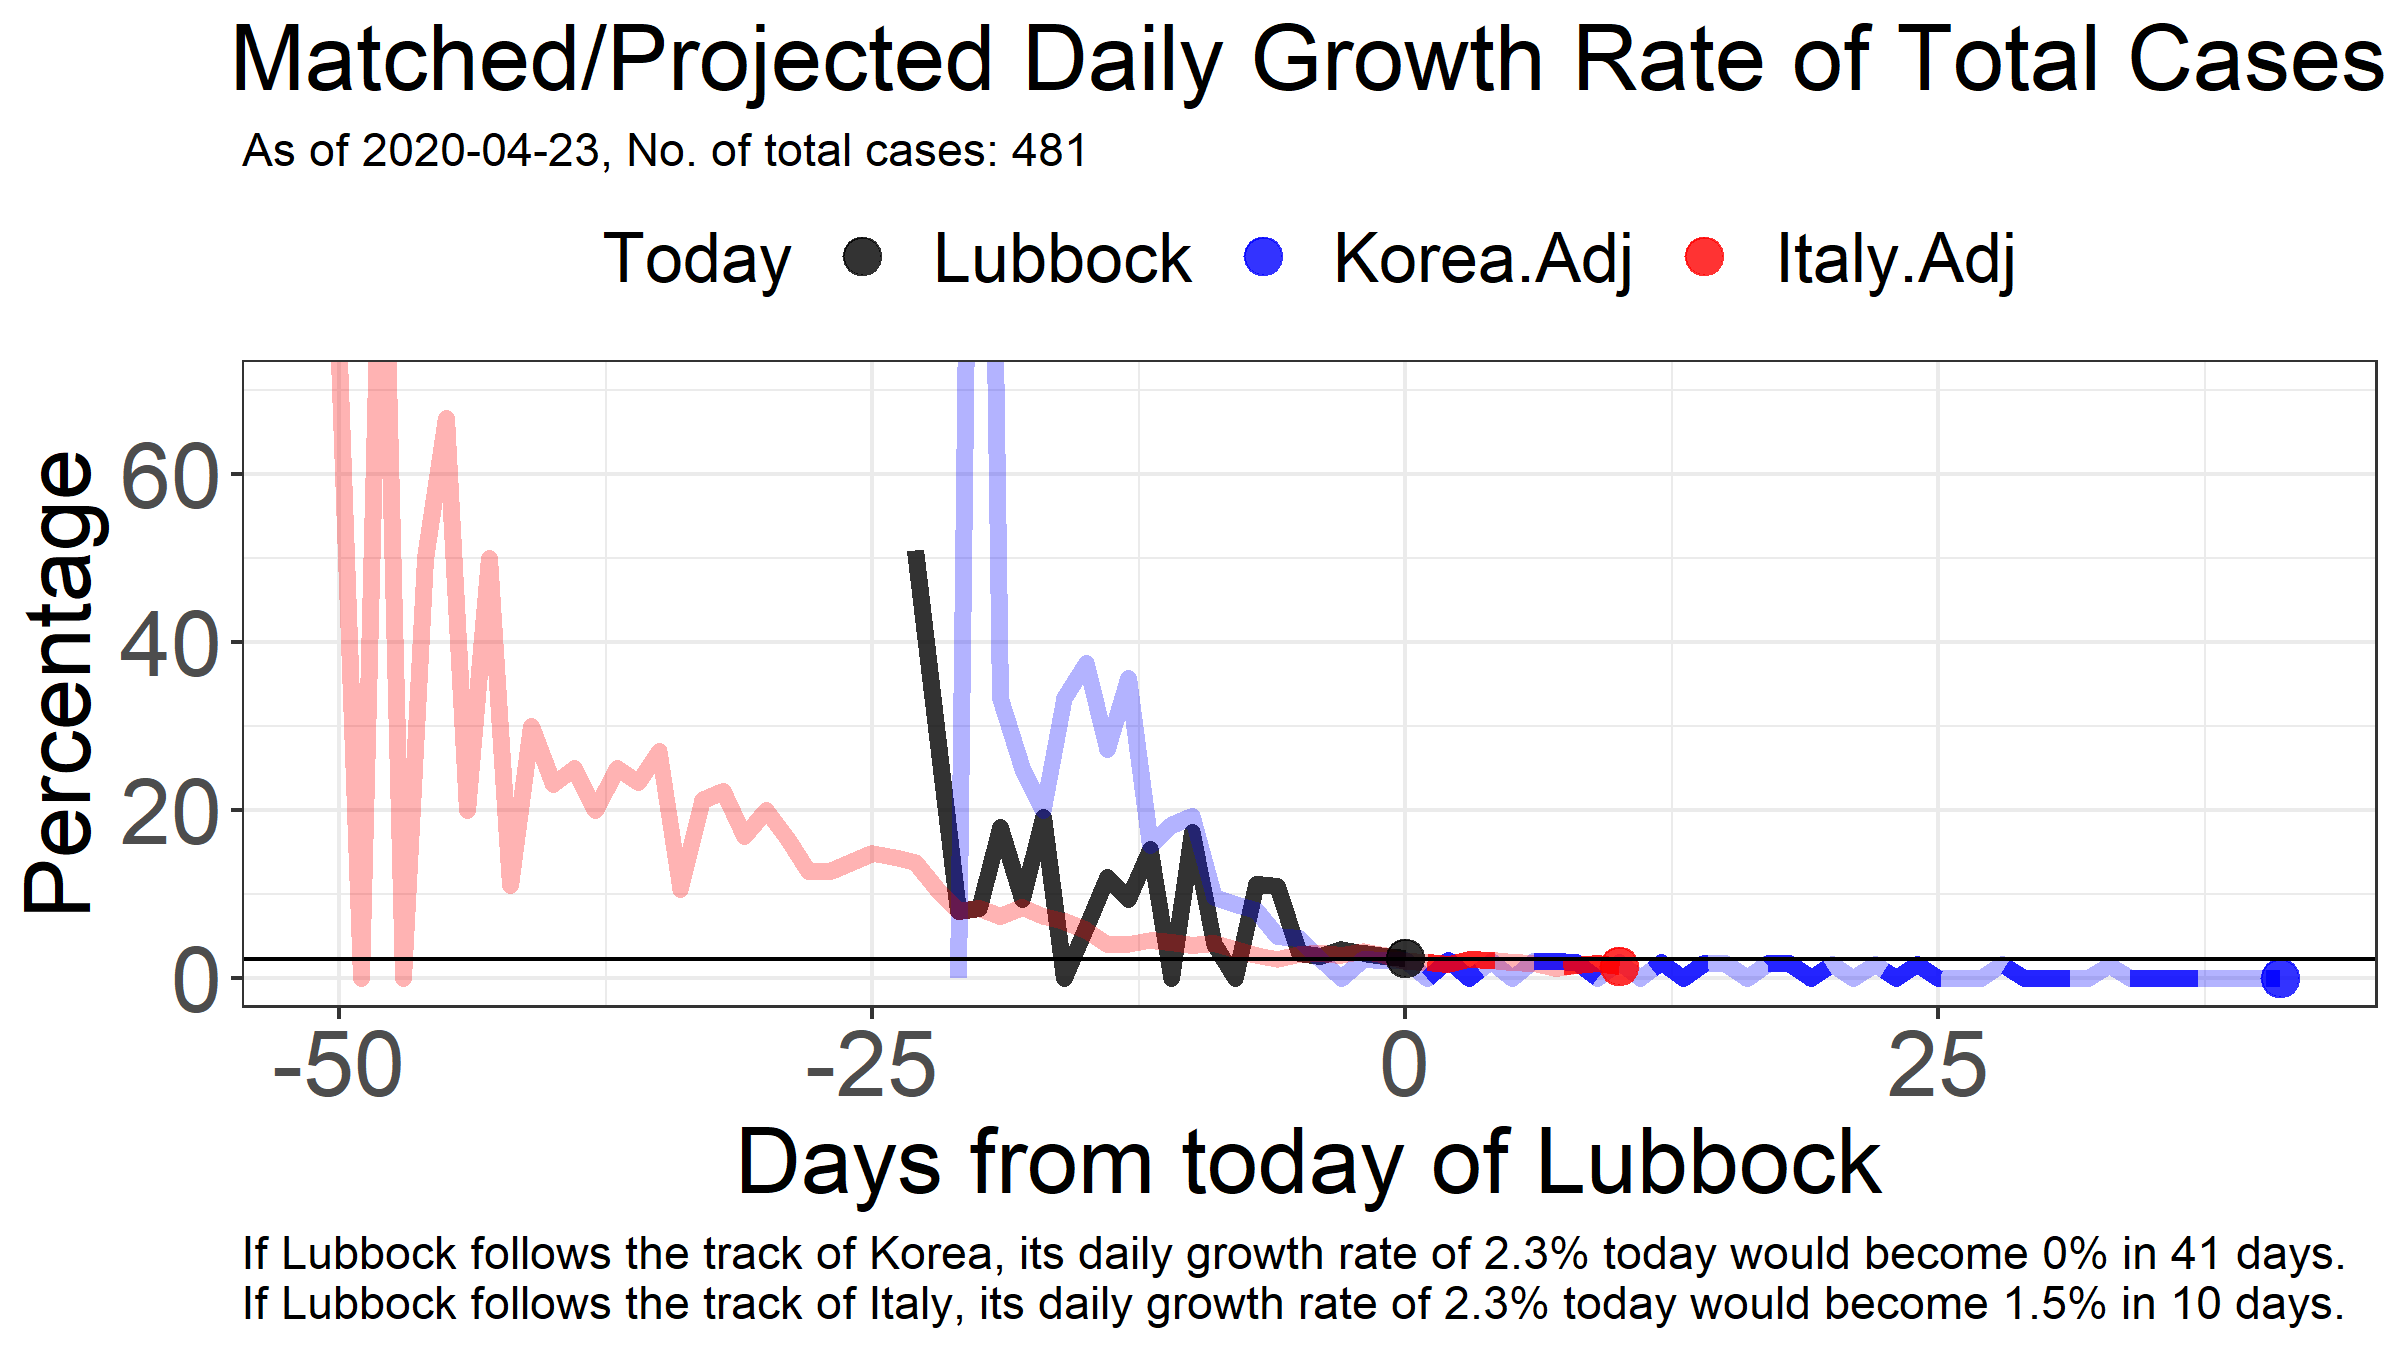 Matched/Projected Daily Growth Rate of Total Cases
As of 2020-04-23, No. of total cases: 481
Today Lubbock Korea.Adj Italy.Adj
Percentage
60
40
20
0
-50 -25 0 25
Days from today of Lubbock
If Lubbock follows the track of Korea, its daily growth rate of 2.3% today would become 0% in 41 days.
If Lubbock follows the track of Italy, its daily growth rate of 2.3% today would become 1.5% in 10 days.